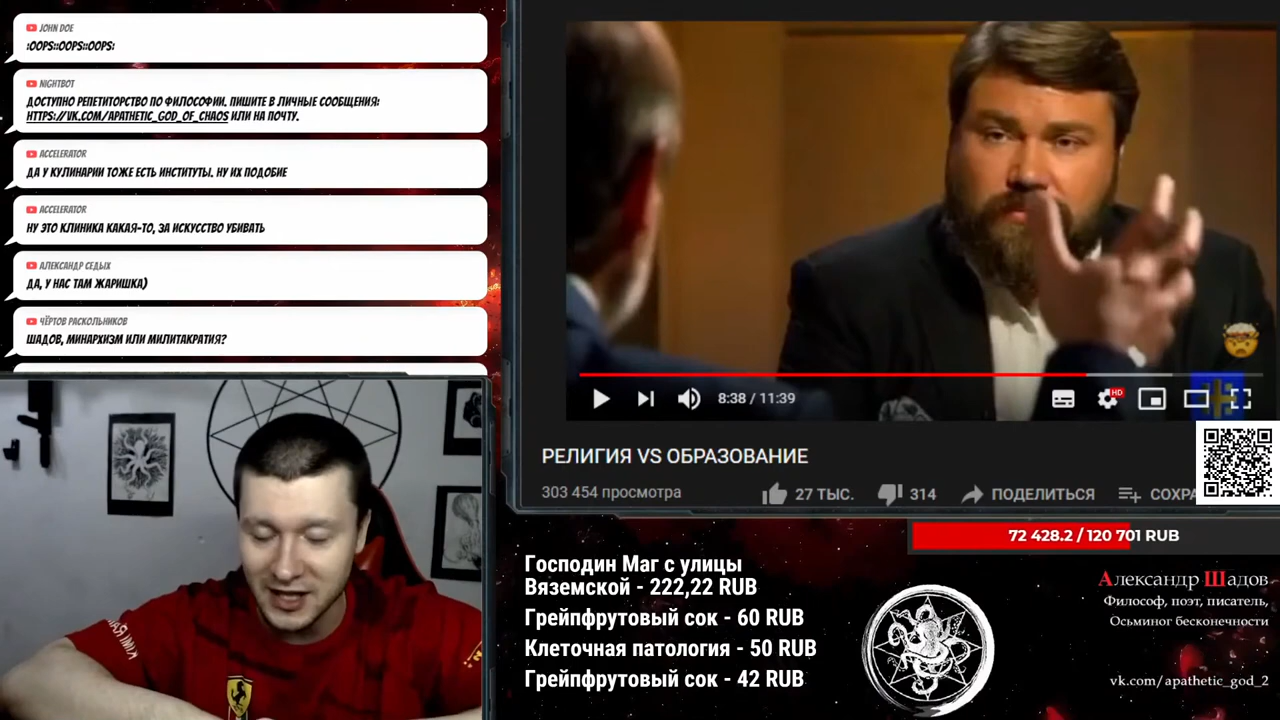 JOHN DOE
:OOPS::OOPS::OOPS:
NIGHTBOT
ДОСТУПНО РЕПЕТИТОРСТВО ПО ФИЛОСОФИИ. ПИШИТЕ В ЛИЧНЫЕ СООБЩЕНИЯ:
HTTPS://VK.COM/APATHETIC_GOD_OF_CHAOS ИЛИ НА ПОЧТУ.
ACCELERATOR
ДА У КУЛИНАРИИ ТОЖЕ ЕСТЬ ИНСТИТУТЫ. НУ ИХ ПОДОБИЕ
ACCELERATOR
НУ ЭТО КЛИНИКА КАКАЯ-ТО, ЗА ИСКУССТВО УБИВАТЬ
АЛЕКСАНДР СЕДЫХ
ДА, У НАС ТАМ ЖАРИШКА)
ЧЁРТОВ РАСКОЛЬНИКОВ
ШАДОВ, МИНАРХИЗМ ИЛИ МИЛИТАКРАТИЯ?
8:38 / 11:39
HD
РЕЛИГИЯ VS ОБРАЗОВАНИЕ
303 454 просмотра
27 ТЫС.
314
ПОДЕЛИТЬСЯ
СОХРА
72 428.2 / 120 701 RUB
Господин Маг с улицы
Вяземской - 222,22 RUB
Грейпфрутовый сок - 60 RUB
Клеточная патология - 50 RUB
Грейпфрутовый сок - 42 RUB
Александр Шадов
Философ, поэт, писатель,
Осьминог бесконечности
vk.com/apathetic_god_2